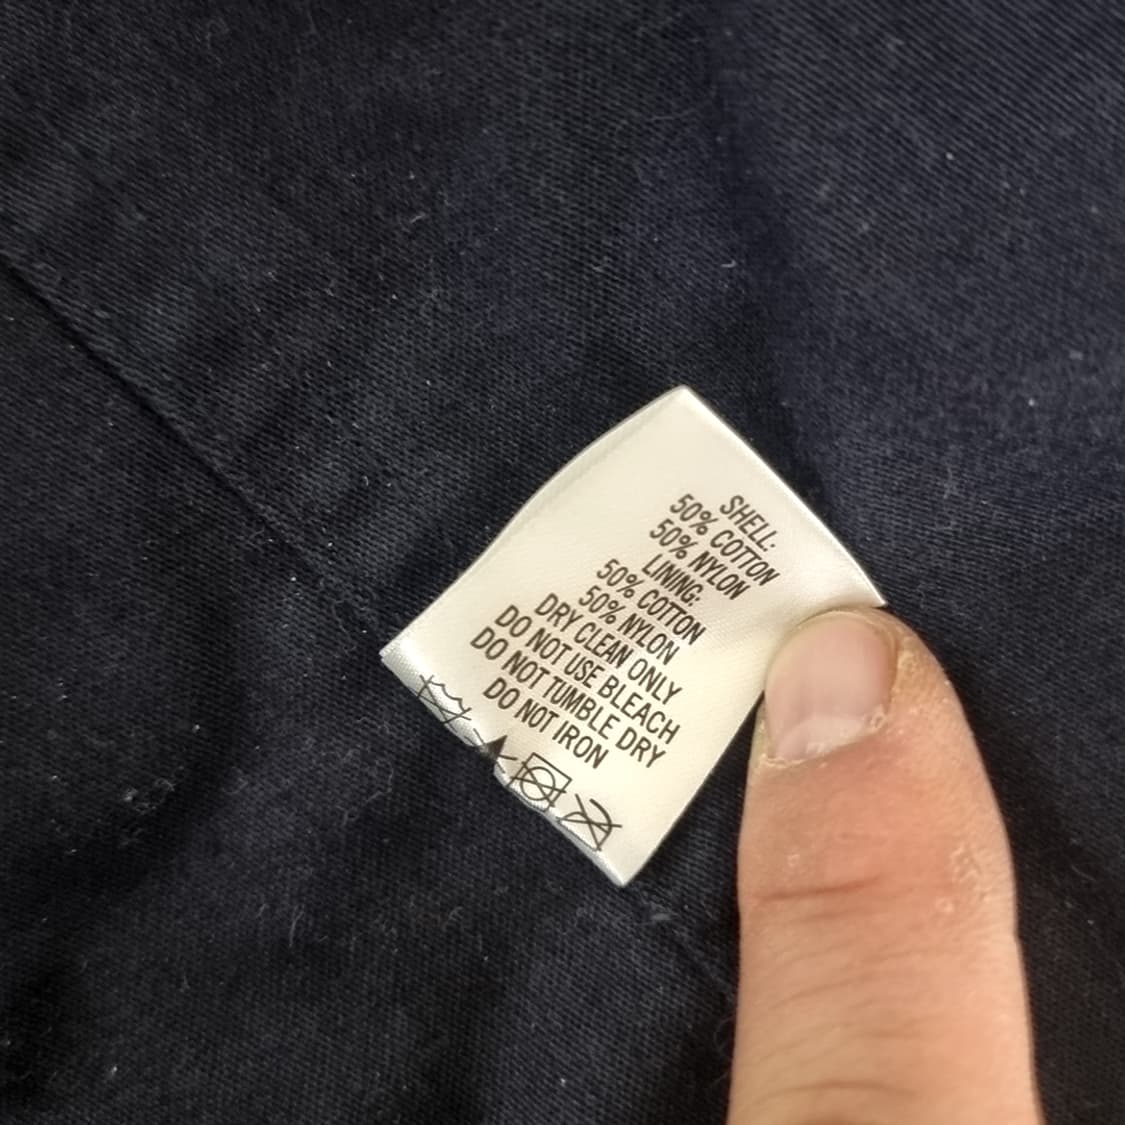 SHELL:
50% COTTON
50% NYLON
LINING:
50% COTTON
50% NYLON
DRY CLEAN ONLY
DO NOT USE BLEACH
DO NOT TUMBLE DRY
DO NOT IRON